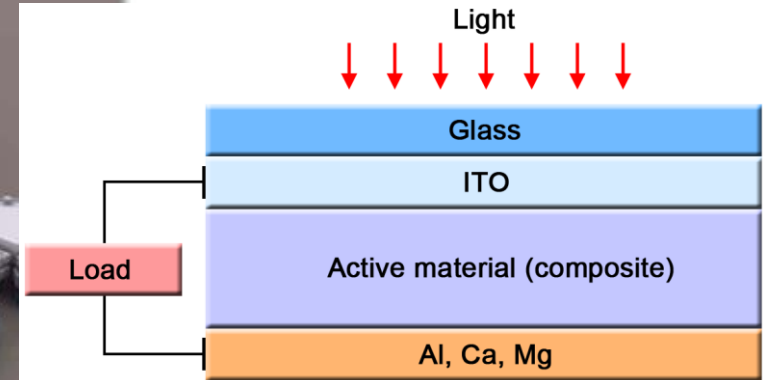 Light
Glass
ITO
Load
Active material (composite)
Al, Ca, Mg